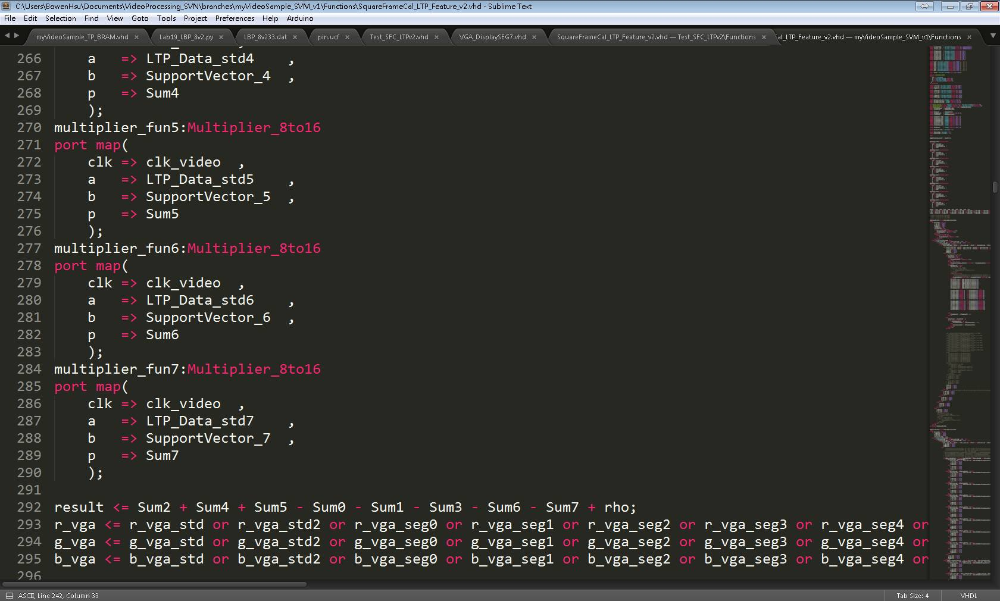 C:\Users\BowenHsu\Documents\VideoProcessing_SVN\branches\myVideoSample_SVM_v1\Functions\SquareFrameCal_LTP_Feature_v2.vhd - Sublime Text
File Edit Selection Find View Goto Tools Project Preferences Help Arduino
myVideoSample_TP_BRAM.vhd × Lab19_LBP_8v2.py × LBP_8v233.dat × pin.ucf × Test_SFC_LTPv2.vhd × VGA_DisplaySEG7.vhd × SquareFrameCal_LTP_Feature_v2.vhd — Test_SFC_LTPv2\Functions × al_LTP_Feature_v2.vhd — myVideoSample_SVM_v1\Functions ×
266 a => LTP_Data_std4 ,
267 b => SupportVector_4 ,
268 p => Sum4
269 );
270 multiplier_fun5:Multiplier_8to16
271 port map(
272 clk => clk_video ,
273 a => LTP_Data_std5 ,
274 b => SupportVector_5 ,
275 p => Sum5
276 );
277 multiplier_fun6:Multiplier_8to16
278 port map(
279 clk => clk_video ,
280 a => LTP_Data_std6 ,
281 b => SupportVector_6 ,
282 p => Sum6
283 );
284 multiplier_fun7:Multiplier_8to16
285 port map(
286 clk => clk_video ,
287 a => LTP_Data_std7 ,
288 b => SupportVector_7 ,
289 p => Sum7
290 );
291
292 result <= Sum2 + Sum4 + Sum5 - Sum0 - Sum1 - Sum3 - Sum6 - Sum7 + rho;
293 r_vga <= r_vga_std or r_vga_std2 or r_vga_seg0 or r_vga_seg1 or r_vga_seg2 or r_vga_seg3 or r_vga_seg4 or
294 g_vga <= g_vga_std or g_vga_std2 or g_vga_seg0 or g_vga_seg1 or g_vga_seg2 or g_vga_seg3 or g_vga_seg4 or
295 b_vga <= b_vga_std or b_vga_std2 or b_vga_seg0 or b_vga_seg1 or b_vga_seg2 or b_vga_seg3 or b_vga_seg4 or
296
ASCII, Line 242, Column 33 Tab Size: 4 VHDL